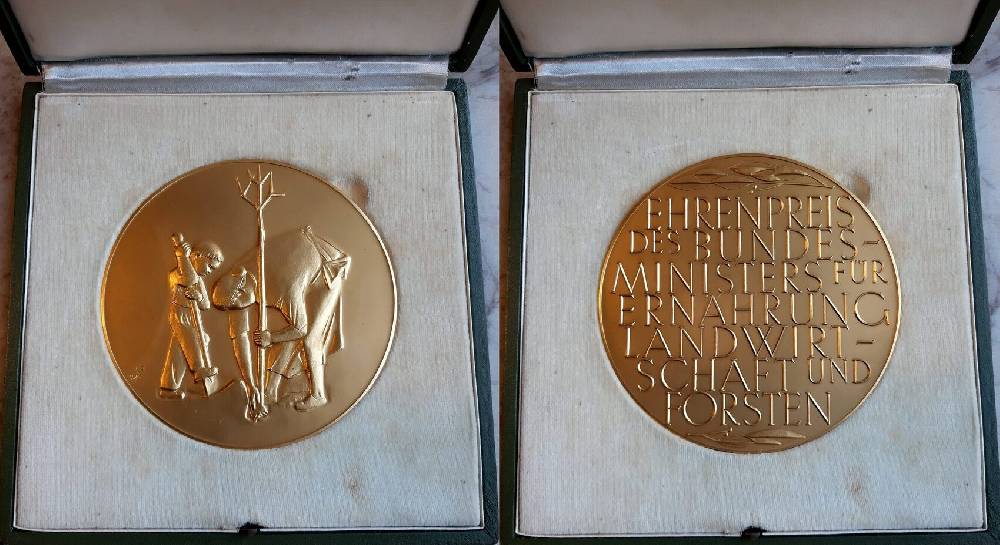 EHRENPREIS
DES BUNDES-
MINISTERS FÜR
ERNÄHRUNG
LANDWIRT-
SCHAFT UND
FORSTEN